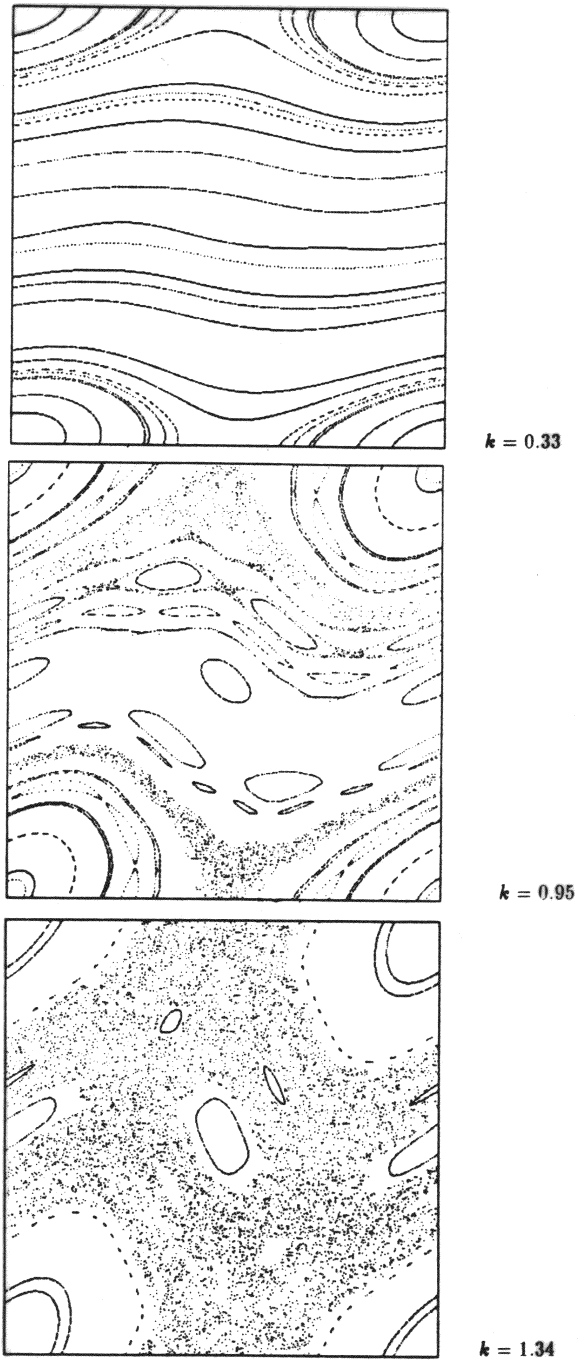 k = 0.33
k = 0.95
k = 1.34